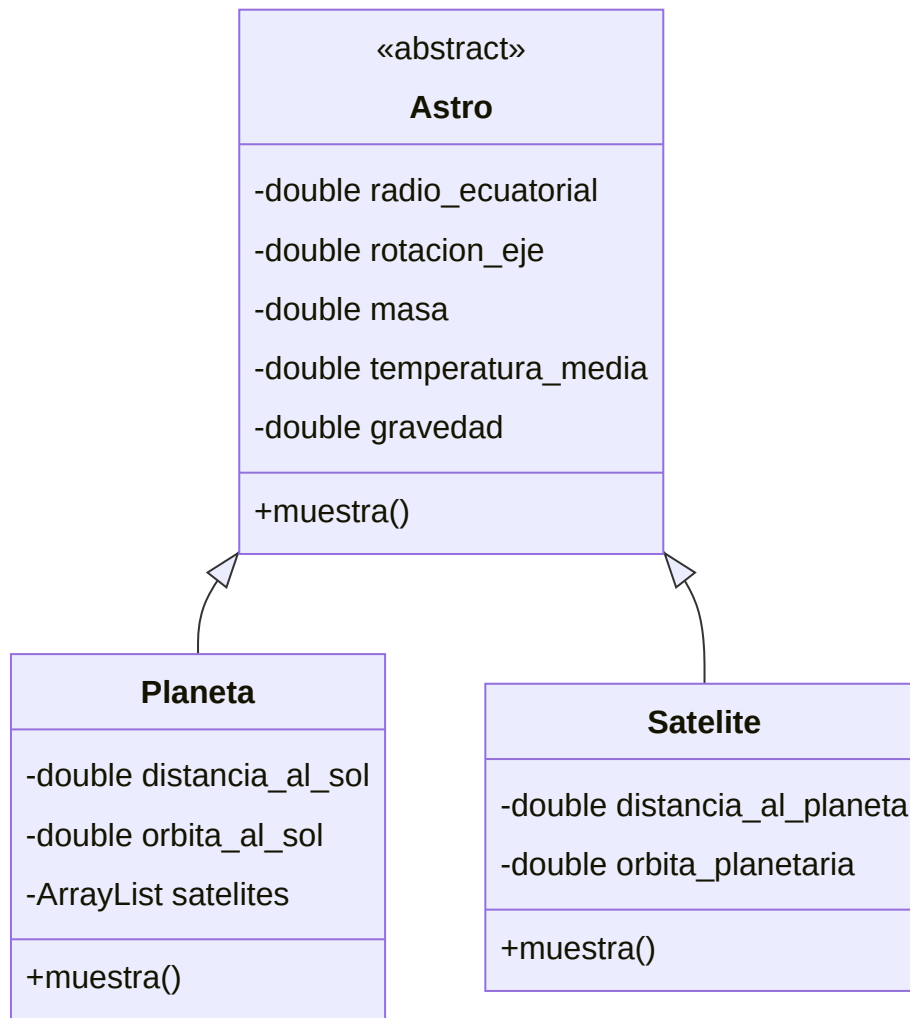 «abstract»
Astro
-double radio_ecuatorial
-double rotacion_eje
-double masa
-double temperatura_media
-double gravedad
+muestra()
Planeta
-double distancia_al_sol
-double orbita_al_sol
-ArrayList satelites
+muestra()
Satelite
-double distancia_al_planeta
-double orbita_planetaria
+muestra()